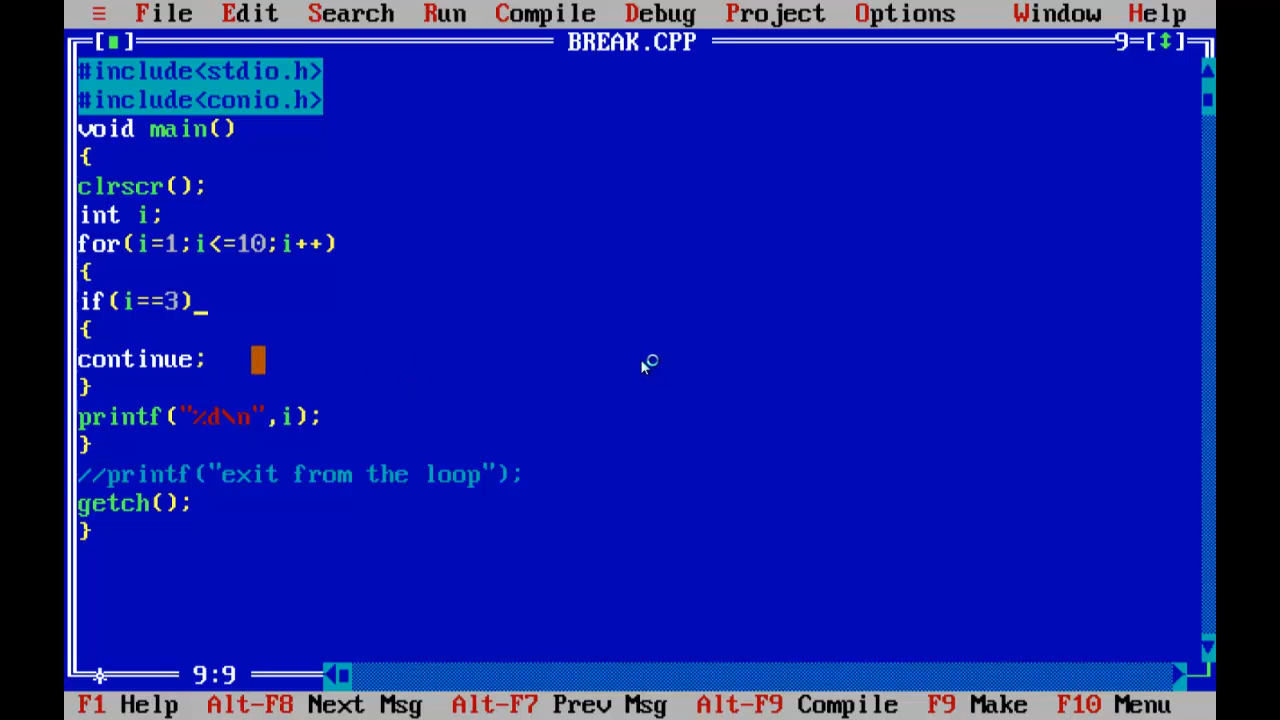 ≡ File Edit Search Run Compile Debug Project Options Window Help
[■] BREAK.CPP 9=[↕]
#include<stdio.h>
#include<conio.h>
void main()
{
clrscr();
int i;
for(i=1;i<=10;i++)
{
if(i==3)_
{
continue;
}
printf("%d\n",i);
}
//printf("exit from the loop");
getch();
}
9:9
F1 Help Alt-F8 Next Msg Alt-F7 Prev Msg Alt-F9 Compile F9 Make F10 Menu